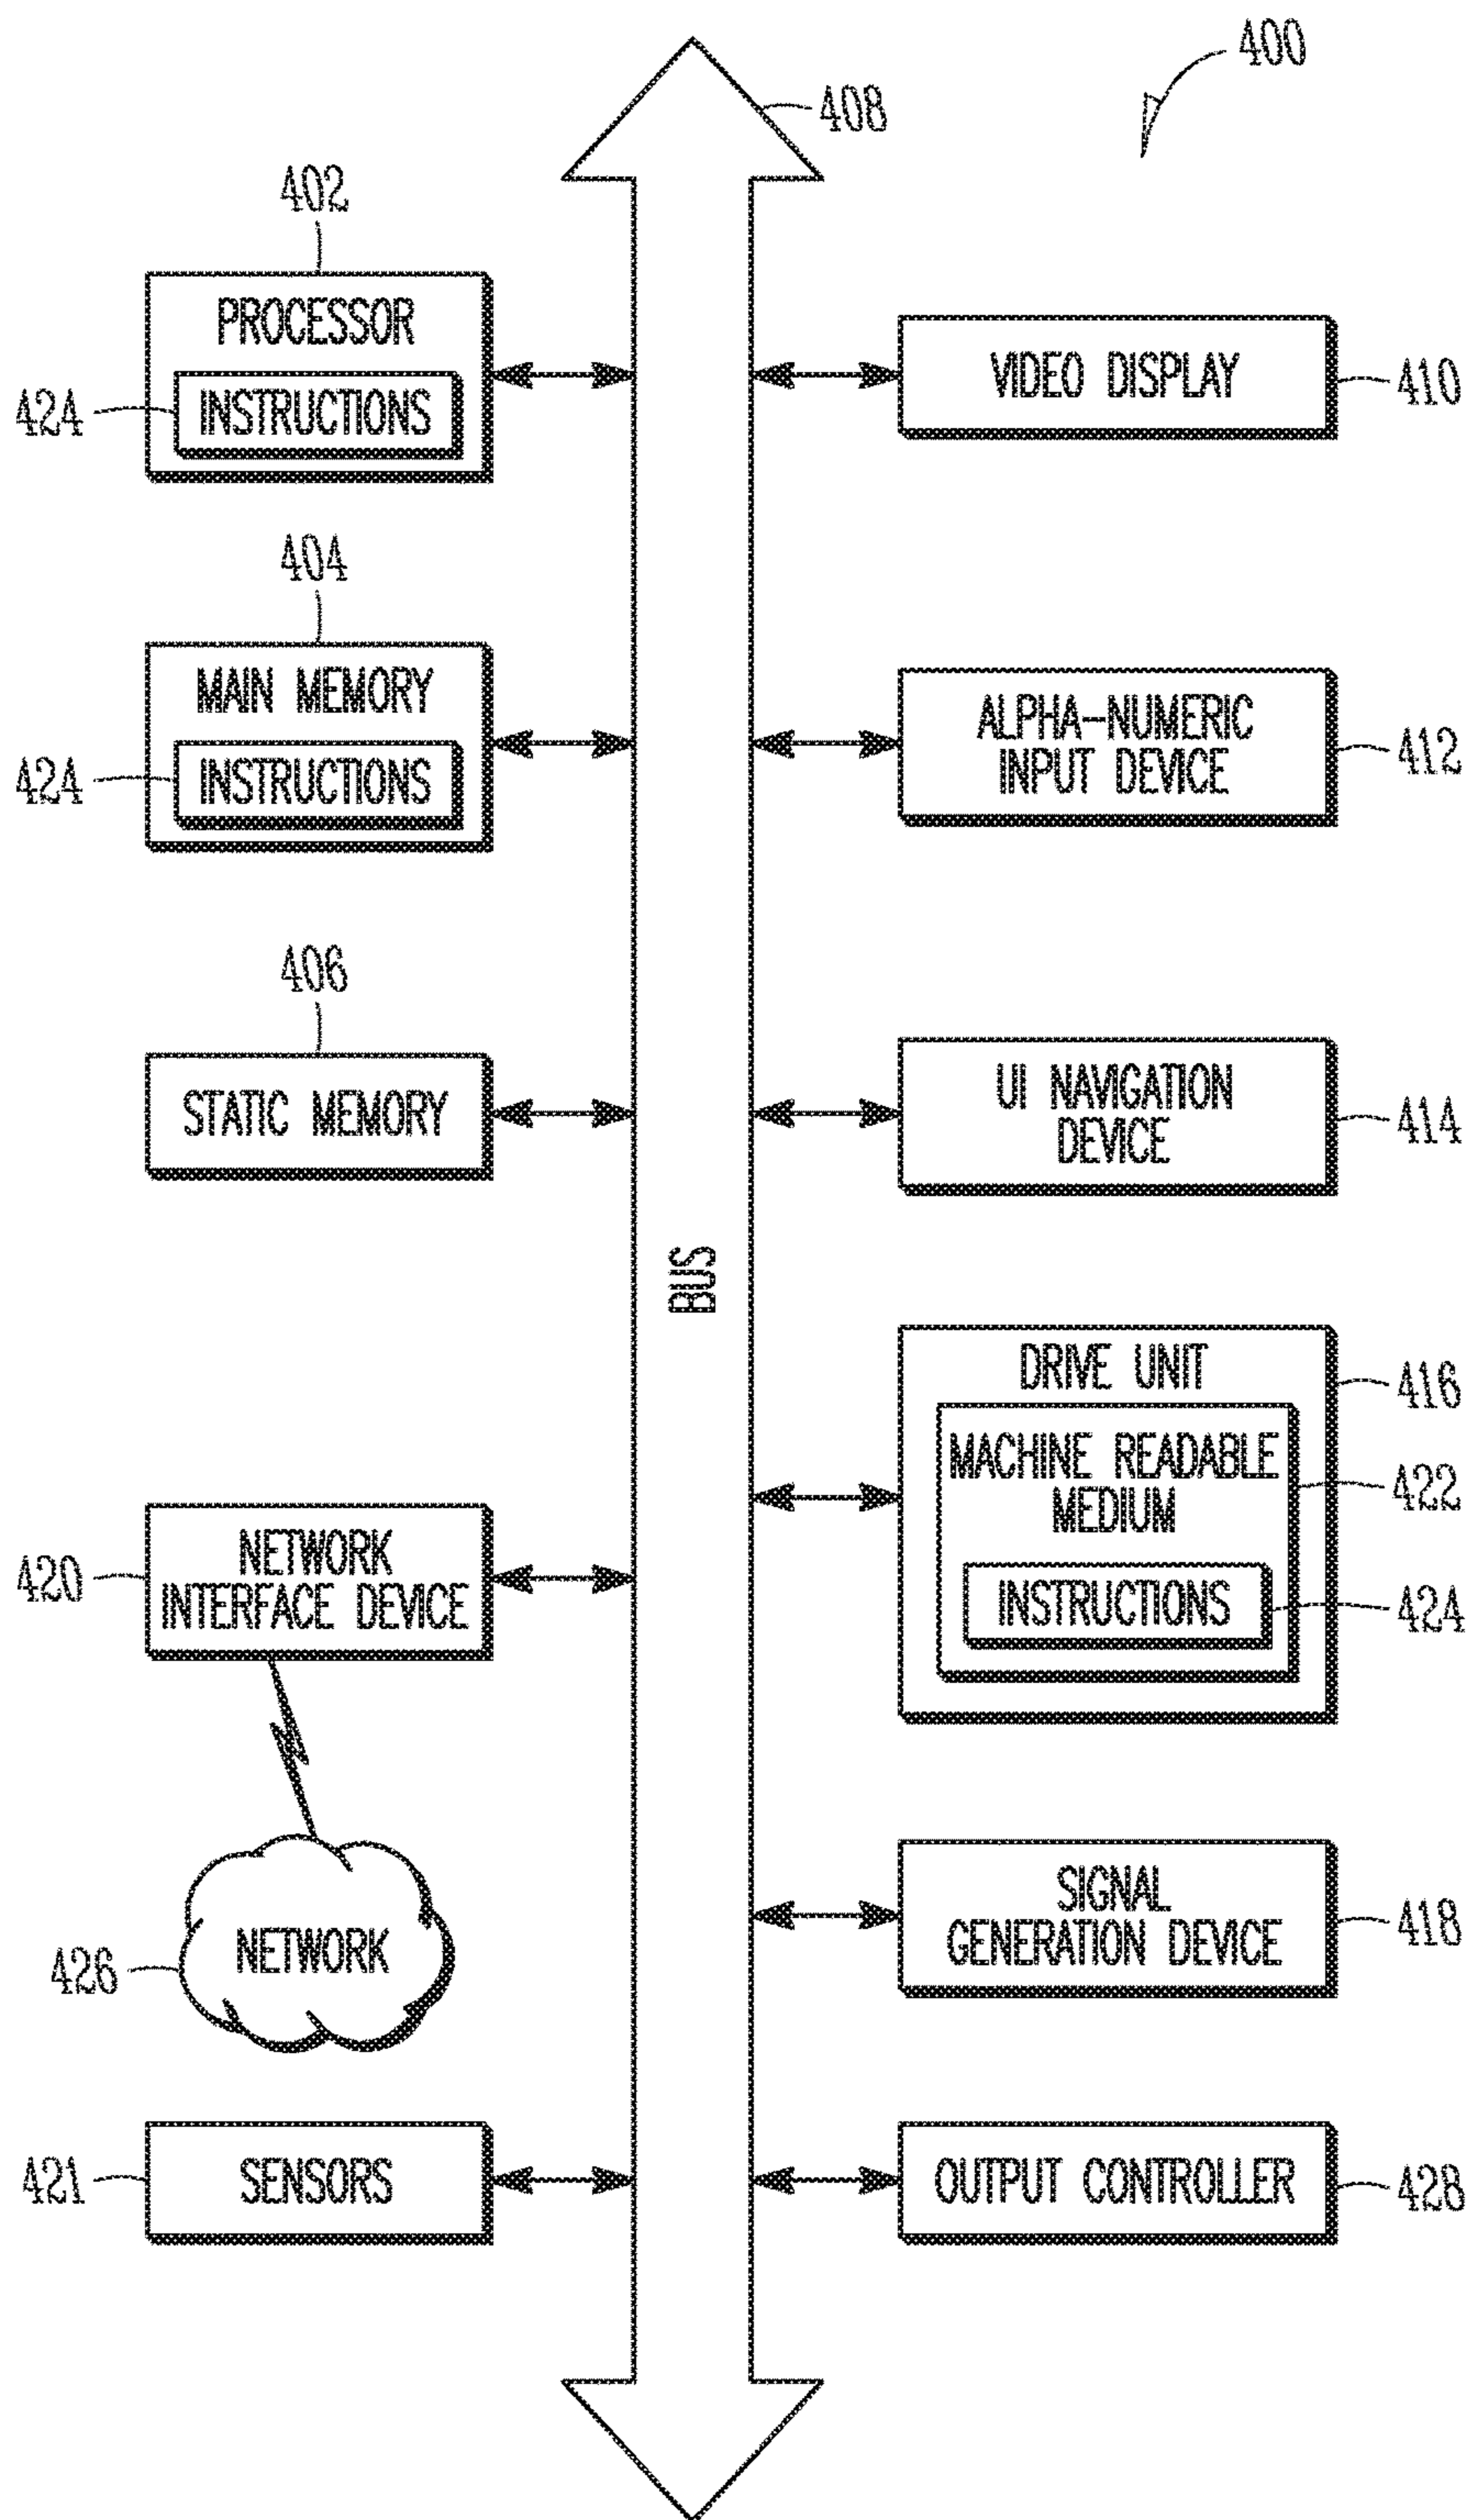 400
408
402
PROCESSOR
424
INSTRUCTIONS
VIDEO DISPLAY
410
404
MAIN MEMORY
424
INSTRUCTIONS
ALPHA-NUMERIC
INPUT DEVICE
412
406
STATIC MEMORY
UI NAVIGATION
DEVICE
414
BUS
DRIVE UNIT
416
MACHINE READABLE
MEDIUM
422
INSTRUCTIONS
424
420
NETWORK
INTERFACE DEVICE
426
NETWORK
SIGNAL
GENERATION DEVICE
418
421
SENSORS
OUTPUT CONTROLLER
428